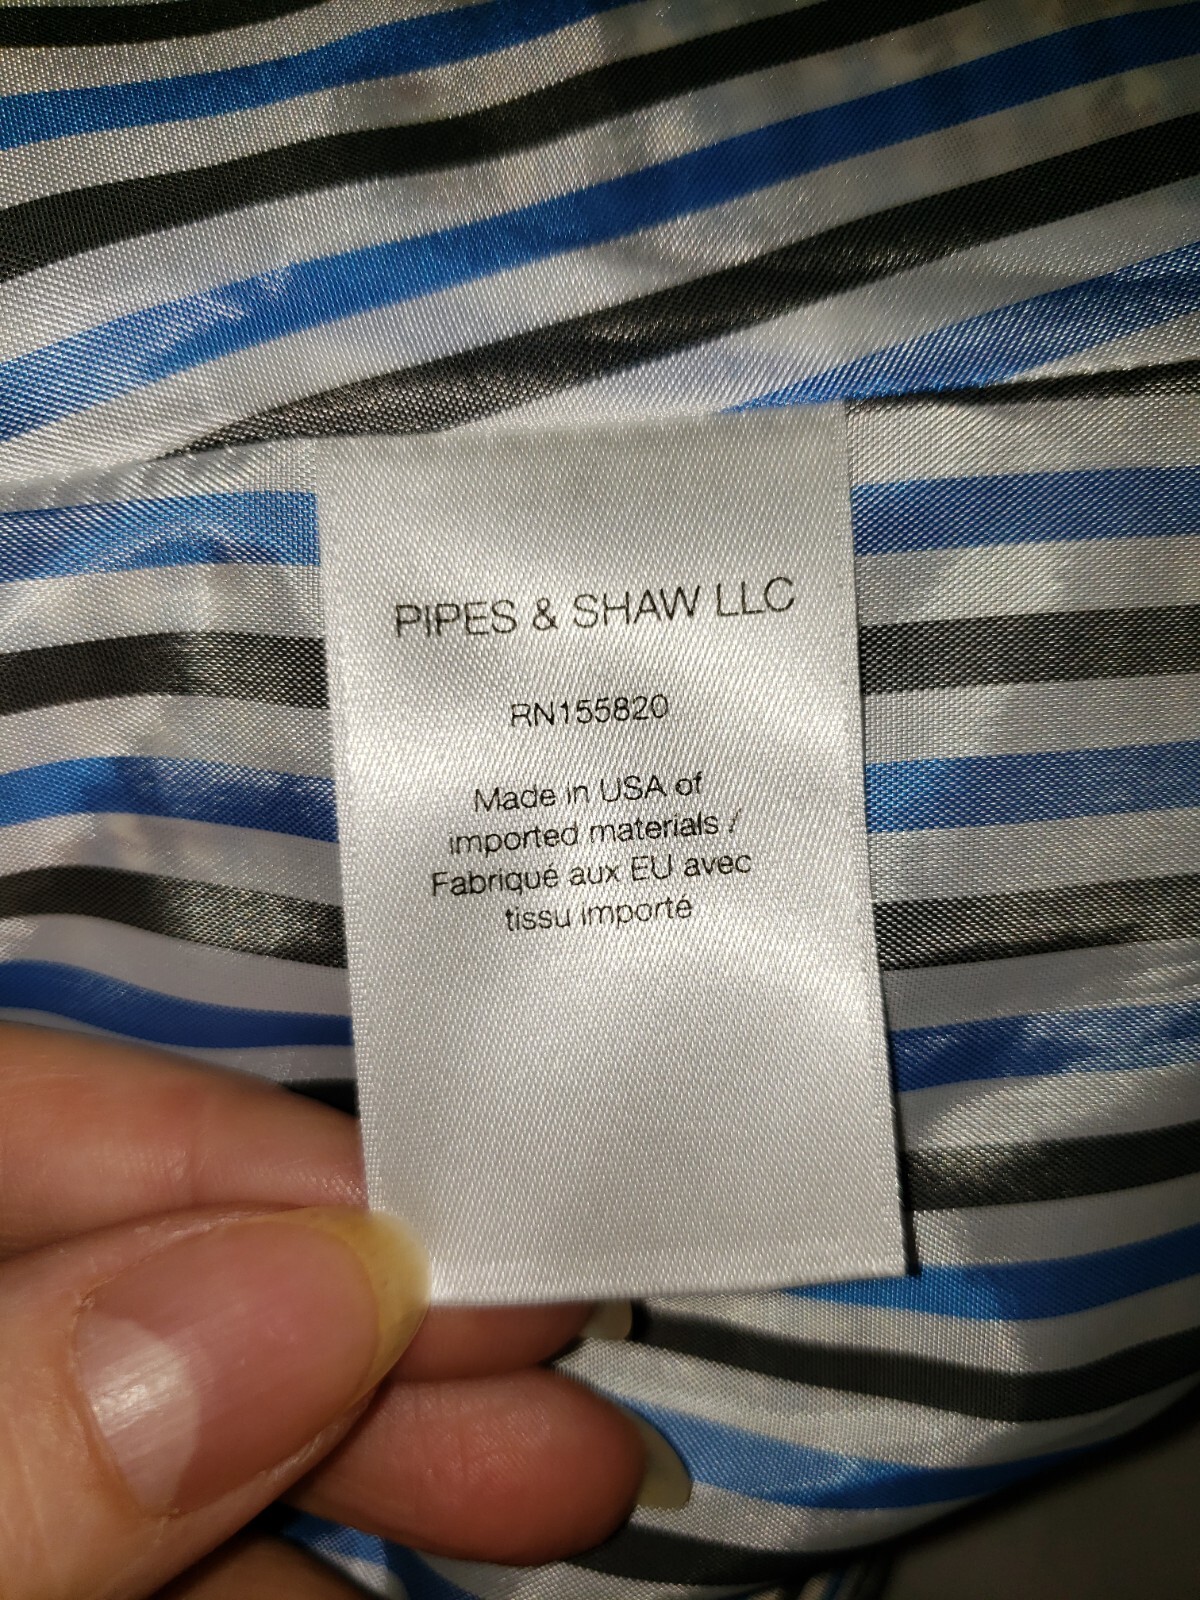 PIPES & SHAW LLC
RN155820
Made in USA of
imported materials /
Fabriqué aux EU avec
tissu importé